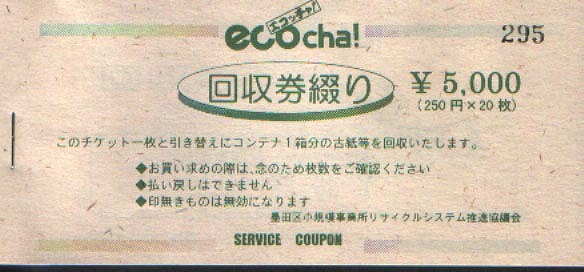 エコッチャ!
ecocha!
295
回収券綴り
¥ 5,000
(250円×20枚)
このチケット一枚と引き替えにコンテナ1箱分の古紙等を回収いたします。
◆お買い求めの際は、念のため枚数をご確認ください
◆払い戻しはできません
◆印無きものは無効になります
墨田区小規模事業所リサイクルシステム推進協議会
SERVICE COUPON